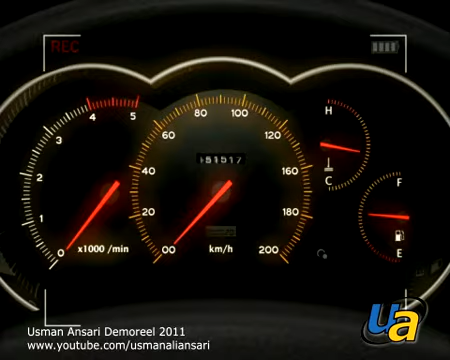 REC
4 5
80 100
H
3
60 120
151517
2
40 160
C
F
1
20 180
0
x1000 /min
00 km/h 200
E
ua
Usman Ansari Demoreel 2011
www.youtube.com/usmanaliansari